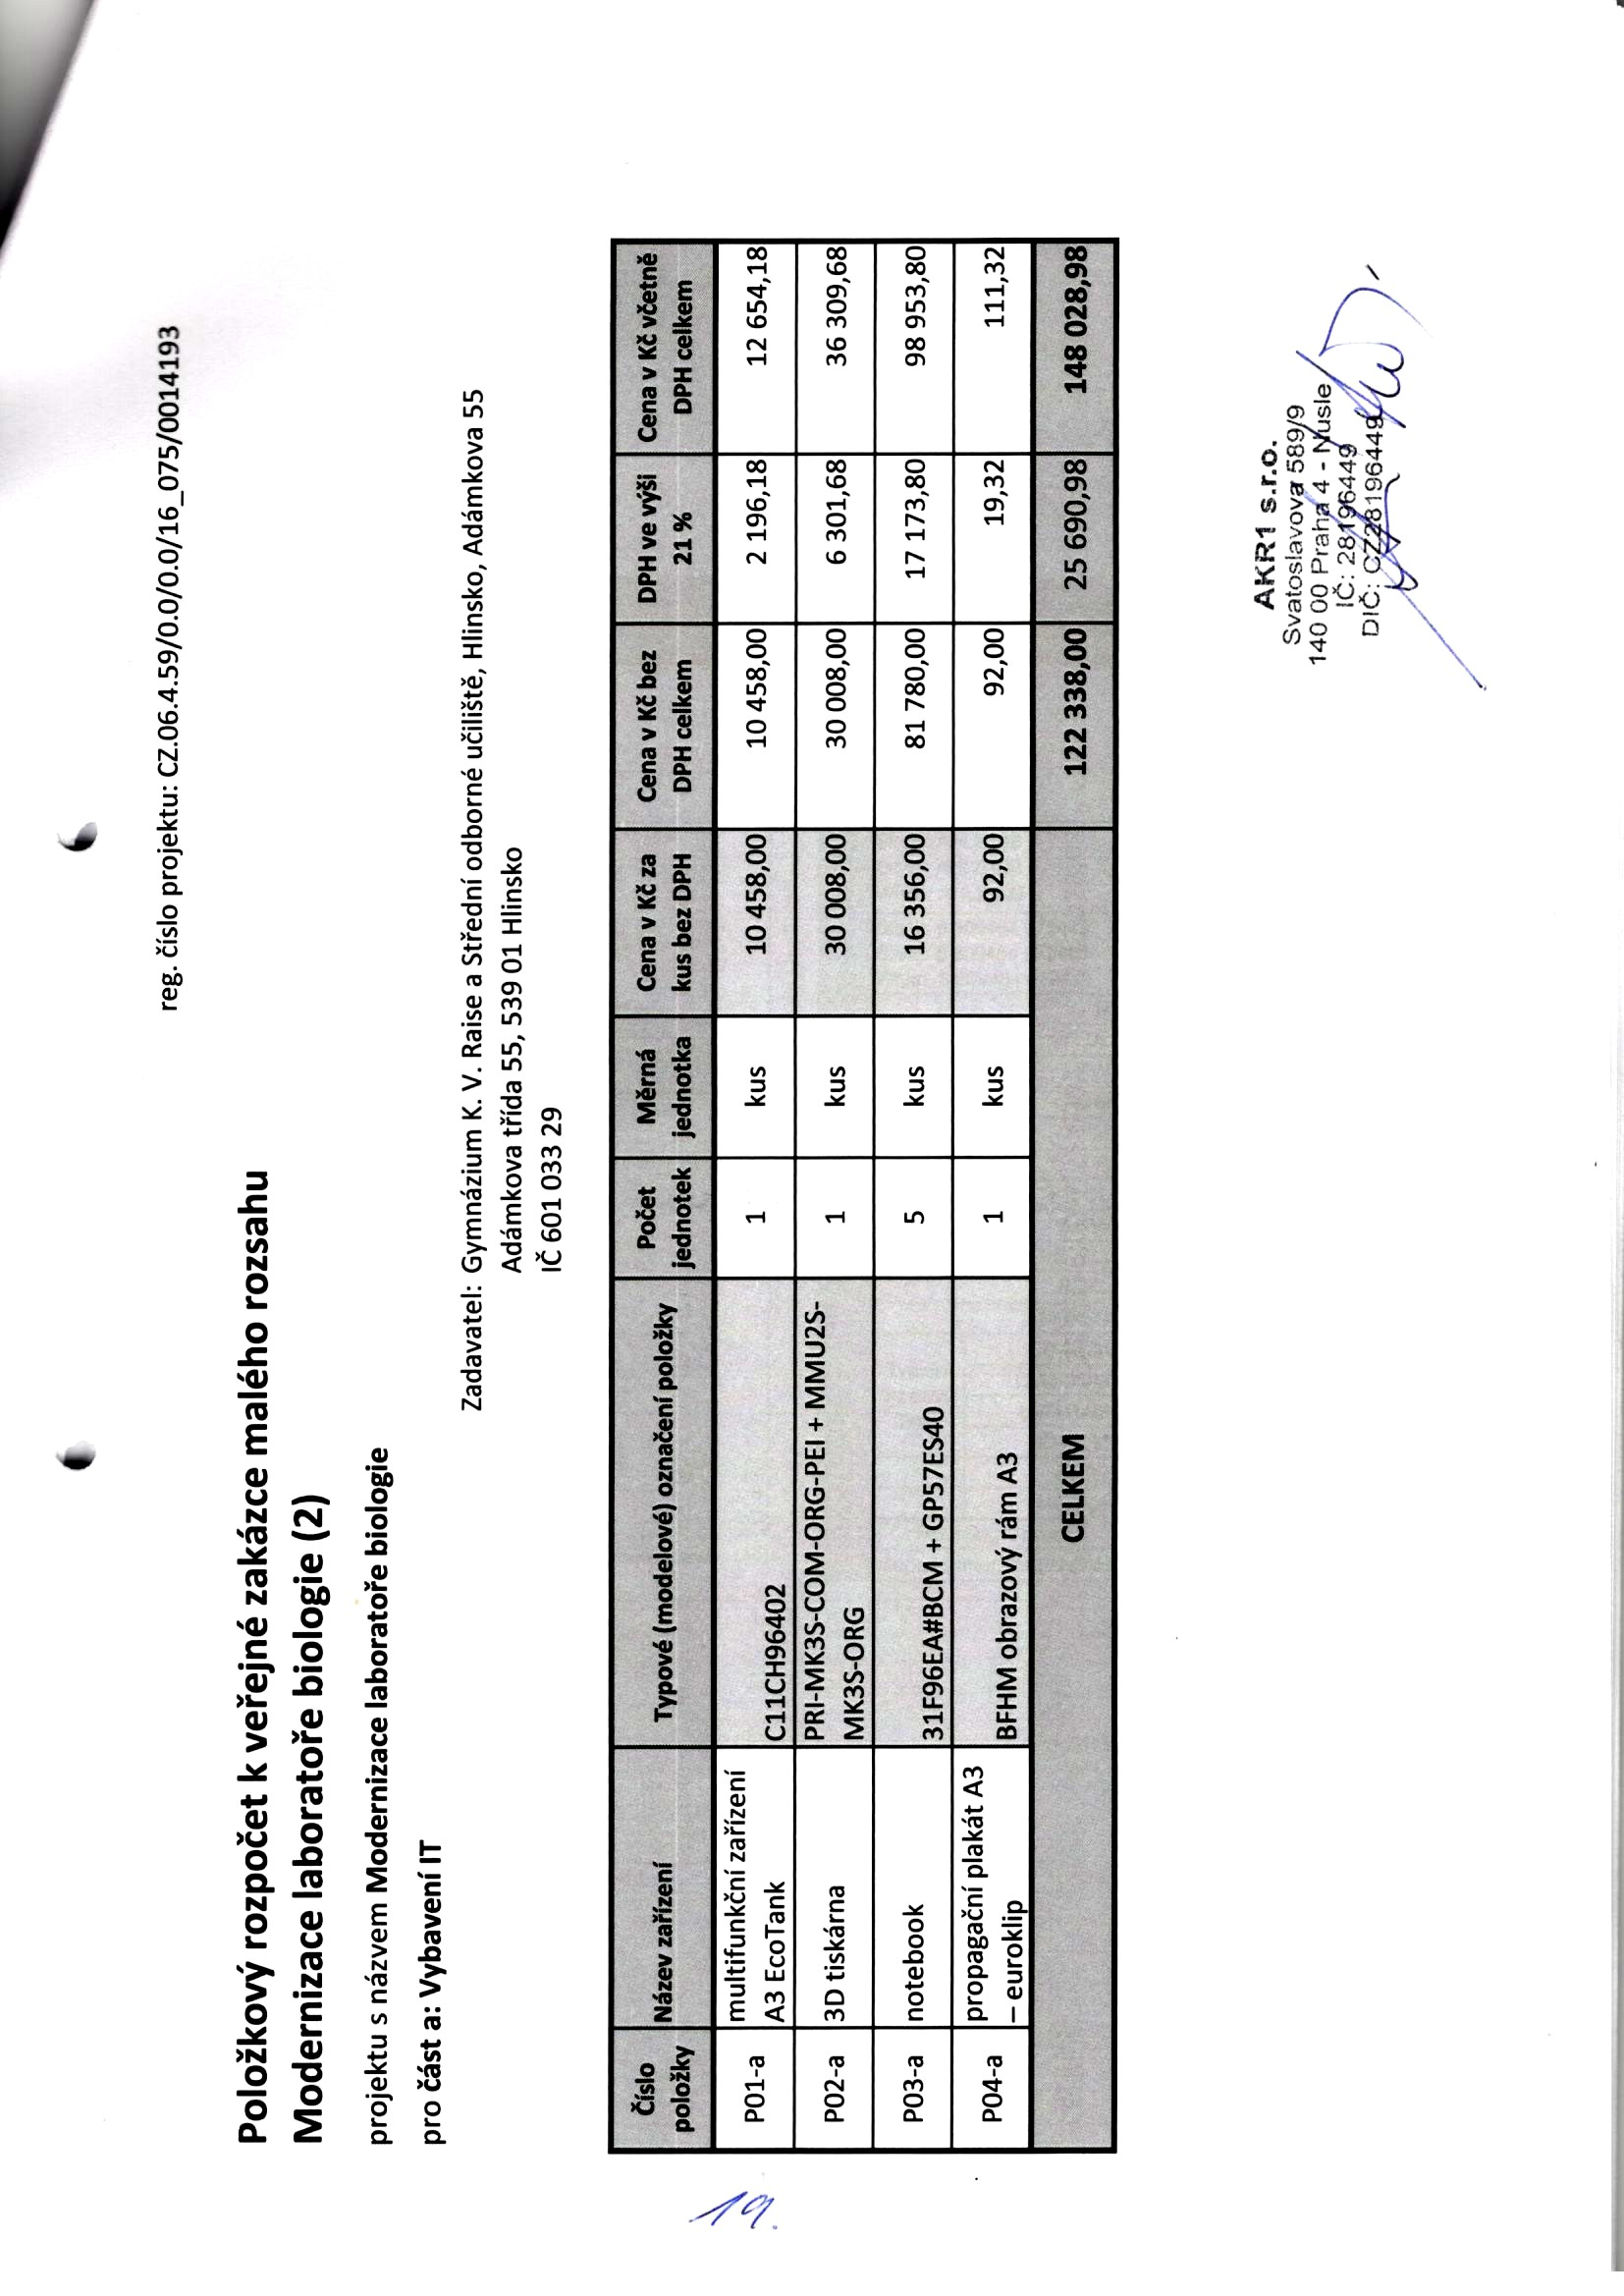 reg. číslo projektu: CZ.06.4.59/0.0/0.0/16_075/0014193
Položkový rozpočet k veřejné zakázce malého rozsahu
Modernizace laboratoře biologie (2)
projektu s názvem Modernizace laboratoře biologie
pro část a: Vybavení IT
Zadavatel: Gymnázium K. V. Raise a Střední odborné učiliště, Hlinsko, Adámkova 55
Adámkova třída 55, 539 01 Hlinsko
IČ 601 033 29
Číslo položky Název zařízení Typové (modelové) označení položky Počet jednotek Měrná jednotka Cena v Kč za kus bez DPH Cena v Kč bez DPH celkem DPH ve výši 21 % Cena v Kč včetně DPH celkem
P01-a multifunkční zařízení A3 EcoTank C11CH96402 1 kus 10 458,00 10 458,00 2 196,18 12 654,18
P02-a 3D tiskárna PRI-MK3S-COM-ORG-PEI + MMU2S-MK3S-ORG 1 kus 30 008,00 30 008,00 6 301,68 36 309,68
P03-a notebook 31F96EA#BCM + GP57ES40 5 kus 16 356,00 81 780,00 17 173,80 98 953,80
P04-a propagační plakát A3 – euroklip BFHM obrazový rám A3 1 kus 92,00 92,00 19,32 111,32
CELKEM 122 338,00 25 690,98 148 028,98
19.
AKR1 s.r.o.
Svatoslavova 589/9
140 00 Praha 4 - Nusle
IČ: 28196449
DIČ: CZ28196449